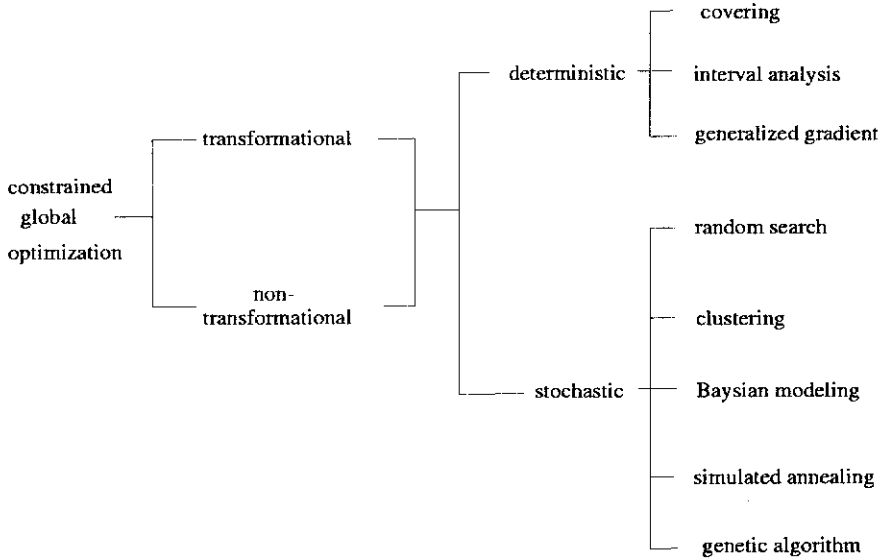 covering
deterministic
interval analysis
generalized gradient
transformational
constrained
global
optimization
non-
transformational
random search
clustering
stochastic
Baysian modeling
simulated annealing
genetic algorithm